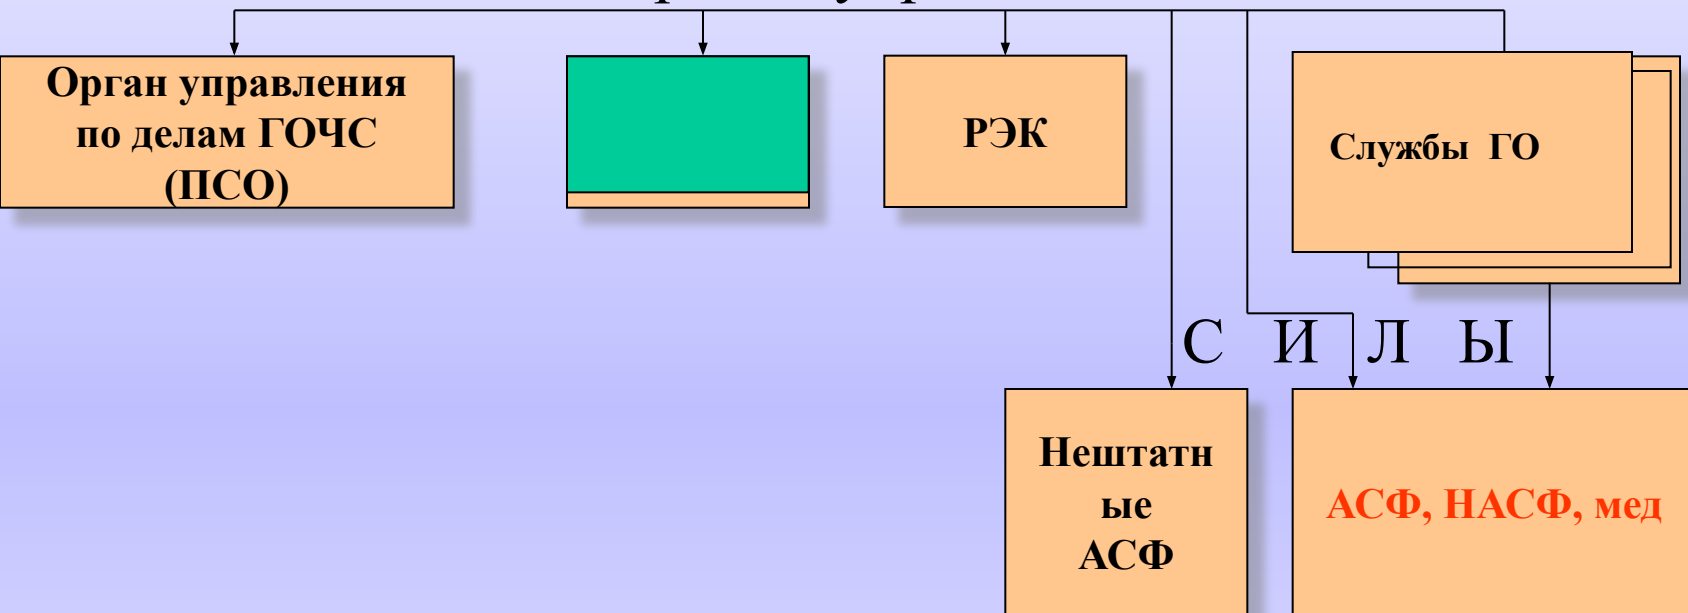 Орган управления
по делам ГОЧС
(ПСО)
РЭК
Службы ГО
С И Л Ы
Нештатн
ые
АСФ
АСФ, НАСФ, мед